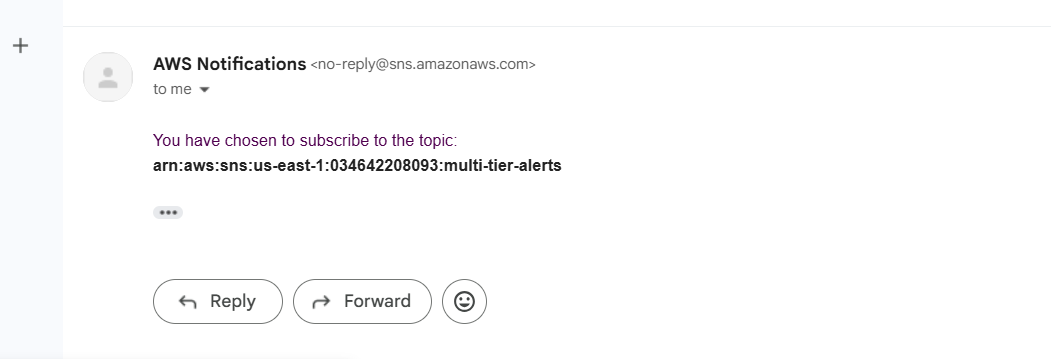 AWS Notifications <no-reply@sns.amazonaws.com>
to me
You have chosen to subscribe to the topic:
arn:aws:sns:us-east-1:034642208093:multi-tier-alerts
Reply Forward